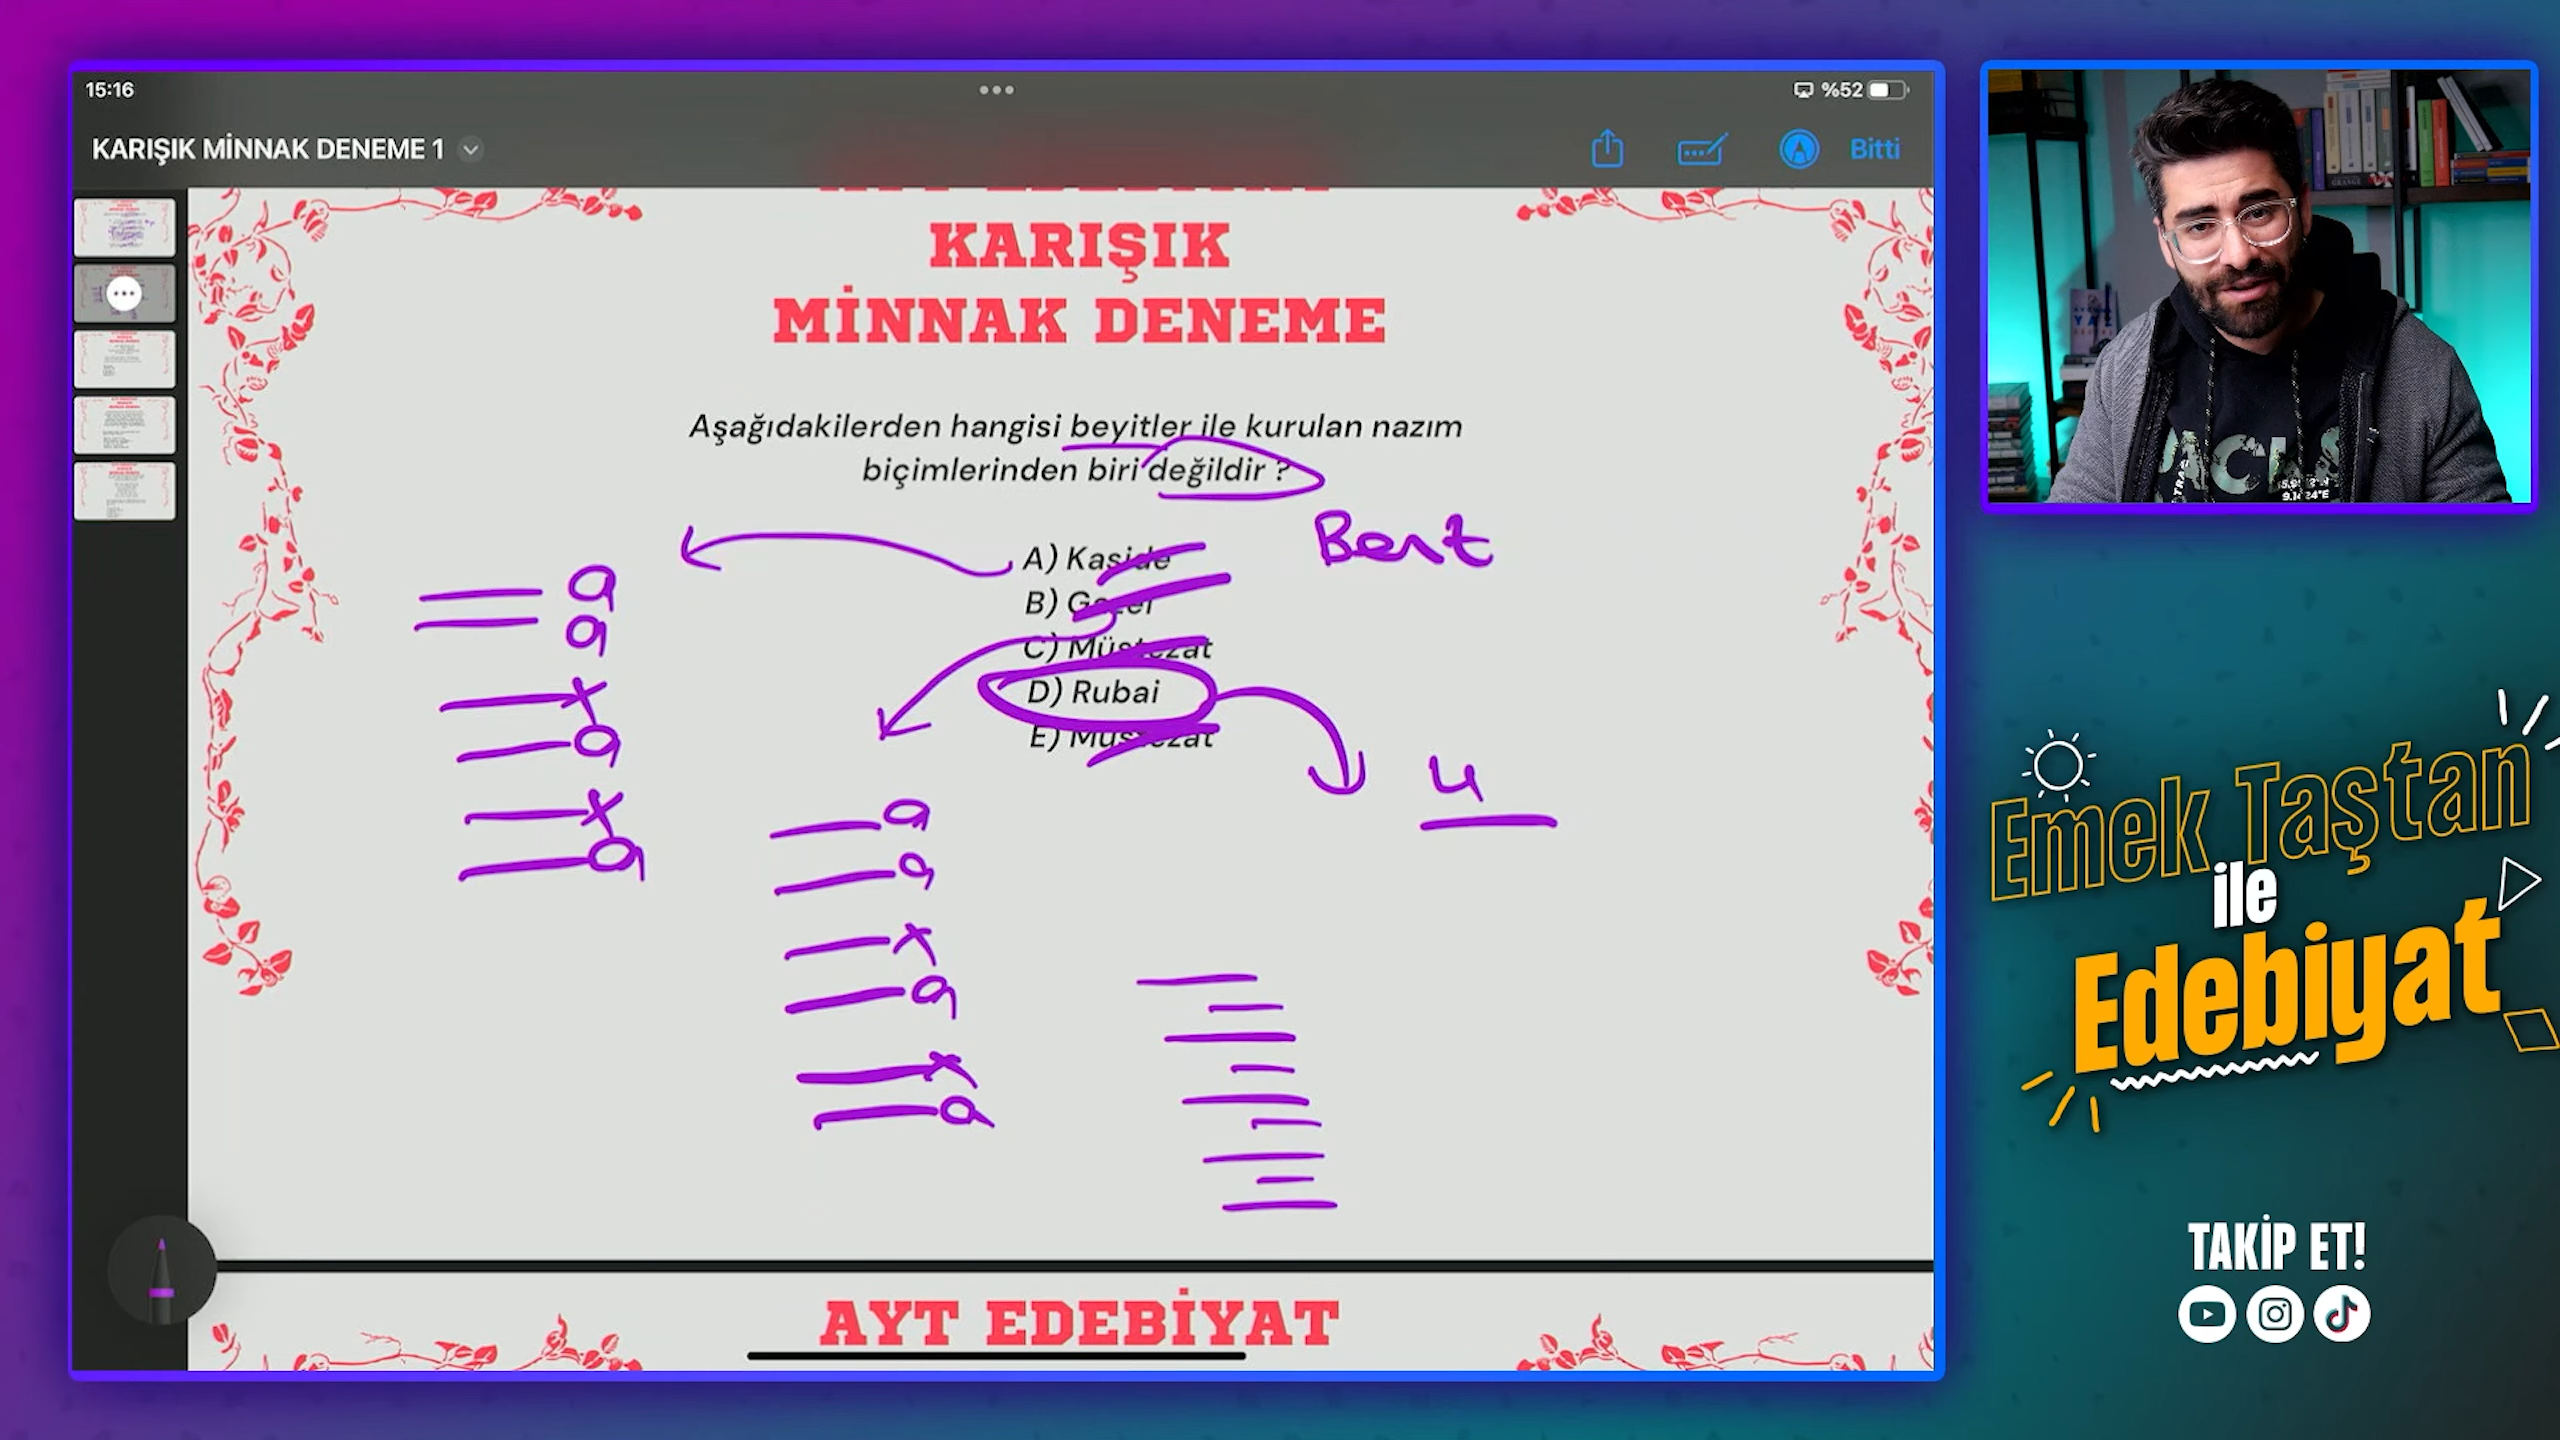 15:16
%52
KARIŞIK MİNNAK DENEME 1
Bitti
KARIŞIK
MİNNAK DENEME
Aşağıdakilerden hangisi beyitler ile kurulan nazım
biçimlerinden biri değildir ?
A) Kaside
B) Gazel
C) Müstezat
D) Rubai
E) Müstezat
a
a
x
a
x
a
a
a
x
a
x
a
4
AYT EDEBİYAT
Emek Taştan
ile
Edebiyat
TAKİP ET!